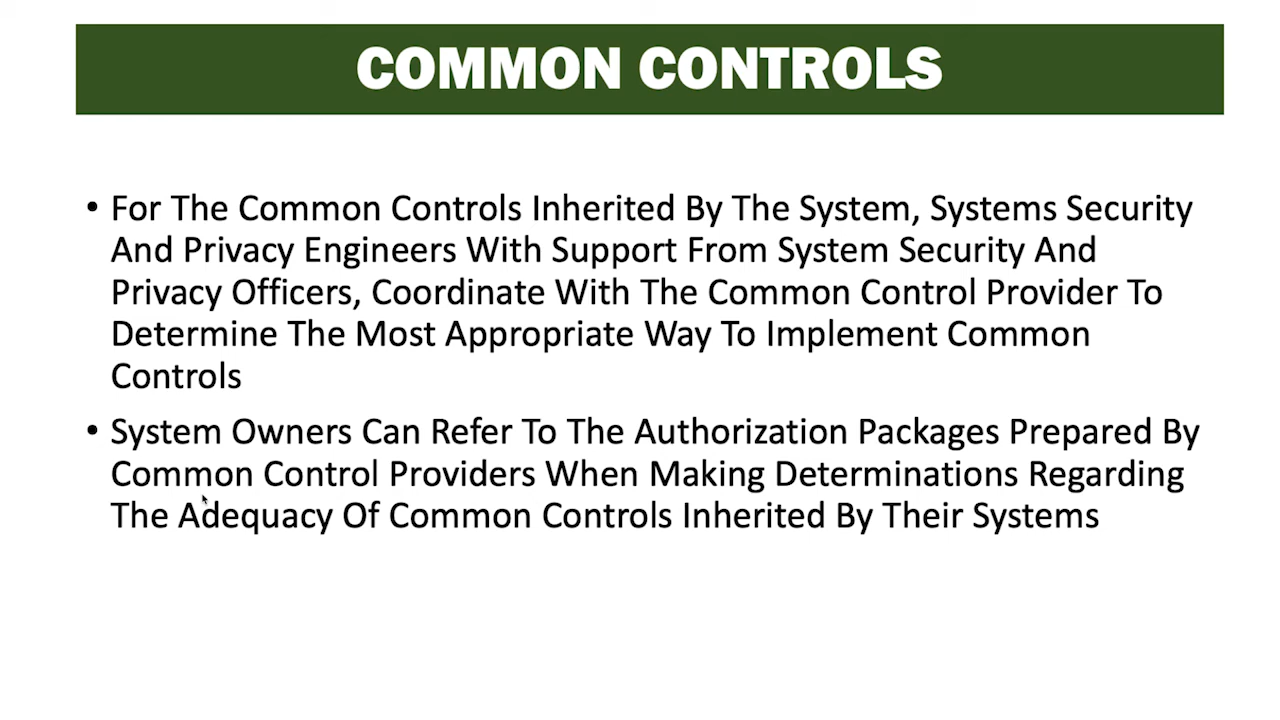 COMMON CONTROLS
• For The Common Controls Inherited By The System, Systems Security
And Privacy Engineers With Support From System Security And
Privacy Officers, Coordinate With The Common Control Provider To
Determine The Most Appropriate Way To Implement Common
Controls
• System Owners Can Refer To The Authorization Packages Prepared By
Common Control Providers When Making Determinations Regarding
The Adequacy Of Common Controls Inherited By Their Systems